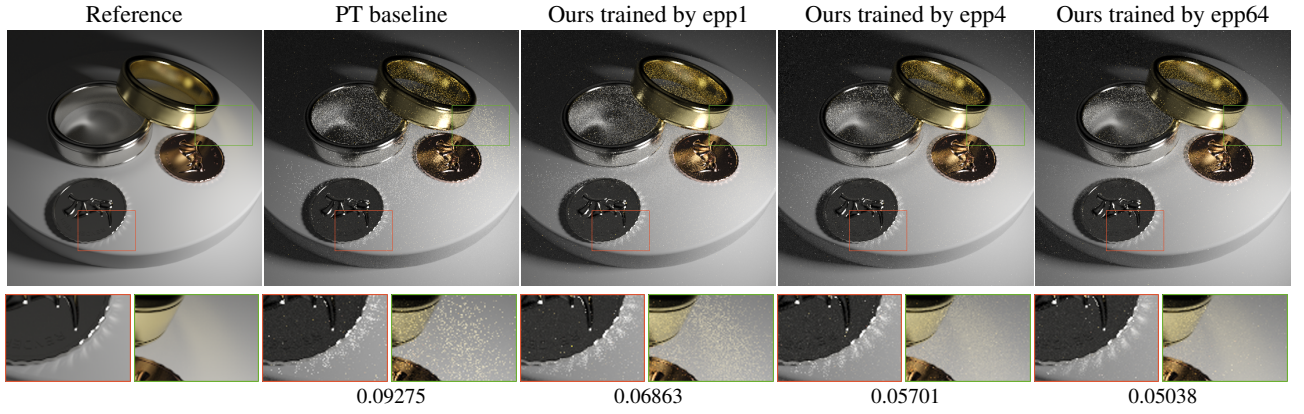 Reference PT baseline Ours trained by epp1 Ours trained by epp4 Ours trained by epp64
0.09275 0.06863 0.05701 0.05038